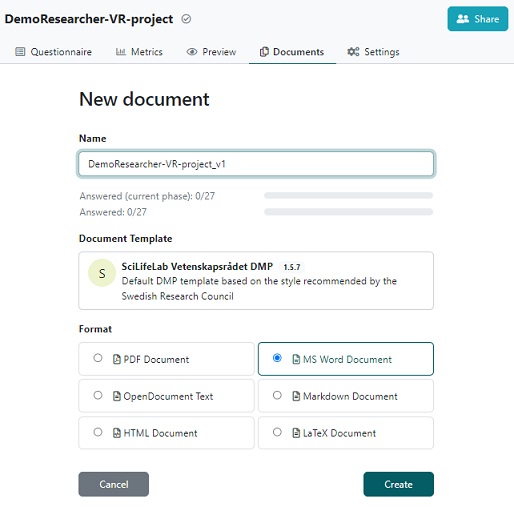 DemoResearcher-VR-project
Share
Questionnaire Metrics Preview Documents Settings
New document
Name
DemoResearcher-VR-project_v1
Answered (current phase): 0/27
Answered: 0/27
Document Template
S
SciLifeLab Vetenskapsrådet DMP 1.5.7
Default DMP template based on the style recommended by the
Swedish Research Council
Format
PDF Document MS Word Document
OpenDocument Text Markdown Document
HTML Document LaTeX Document
Cancel Create